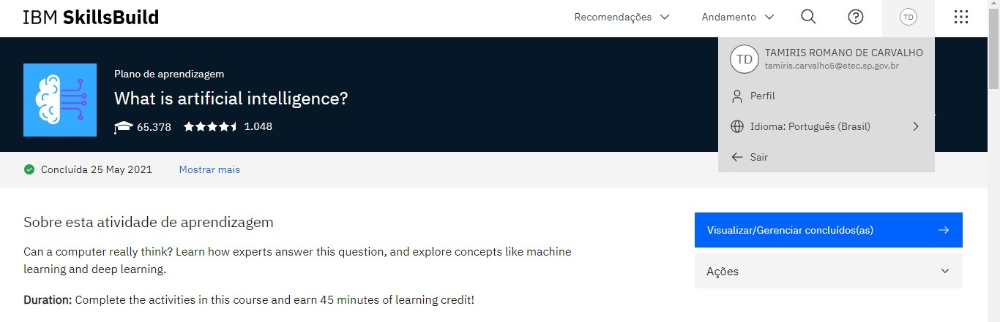 IBM SkillsBuild
Recomendações
Andamento
TD
TD
TAMIRIS ROMANO DE CARVALHO
tamiris.carvalho5@etec.sp.gov.br
Perfil
Idioma: Português (Brasil)
Sair
Plano de aprendizagem
What is artificial intelligence?
65.378 1.048
Concluída 25 May 2021 Mostrar mais
Sobre esta atividade de aprendizagem
Can a computer really think? Learn how experts answer this question, and explore concepts like machine
learning and deep learning.
Duration: Complete the activities in this course and earn 45 minutes of learning credit!
Visualizar/Gerenciar concluídos(as)
Ações